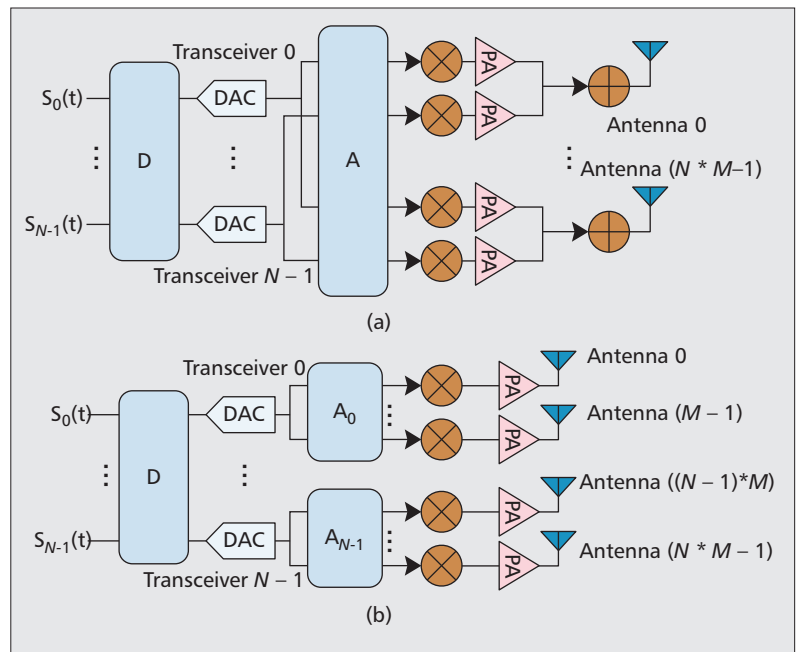 Transceiver 0
S0(t)
DAC
PA
PA
Antenna 0
D
A
Antenna (N * M–1)
SN-1(t)
DAC
PA
PA
Transceiver N – 1
(a)
Transceiver 0
Antenna 0
S0(t)
DAC
A0
PA
PA
Antenna (M – 1)
D
Antenna ((N – 1)*M)
SN-1(t)
DAC
AN-1
PA
PA
Antenna (N * M – 1)
Transceiver N – 1
(b)